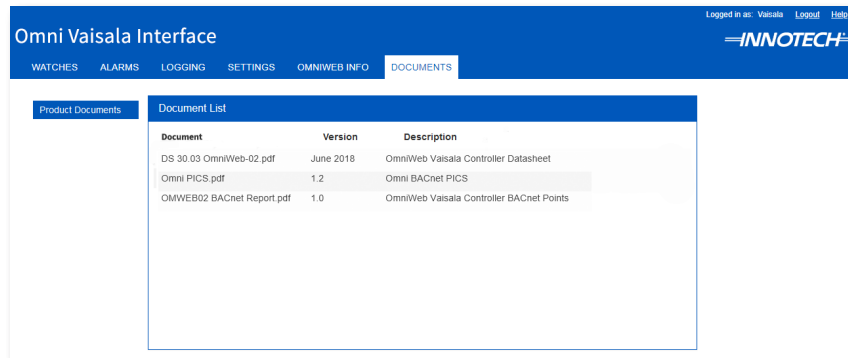 Logged in as: Vaisala Logout Help
Omni Vaisala Interface
INNOTECH
WATCHES ALARMS LOGGING SETTINGS OMNIWEB INFO DOCUMENTS
Product Documents
Document List
Document Version Description
DS 30.03 OmniWeb-02.pdf June 2018 OmniWeb Vaisala Controller Datasheet
Omni PICS.pdf 1.2 Omni BACnet PICS
OMWEB02 BACnet Report.pdf 1.0 OmniWeb Vaisala Controller BACnet Points